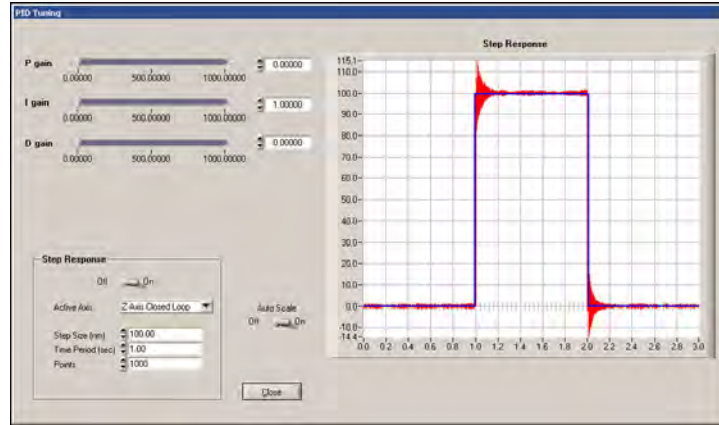 PID Tuning
P gain
0.00000 500.00000 1000.00000
0.00000
I gain
0.00000 500.00000 1000.00000
1.00000
D gain
0.00000 500.00000 1000.00000
0.00000
Step Response
Off On
Active Axis Z Axis Closed Loop
Step Size (nm) 100.00
Time Period (sec) 1.00
Points 1000
Auto Scale
Off On
Close
Step Response
115.1
110.0
100.0
90.0
80.0
70.0
60.0
50.0
40.0
30.0
20.0
10.0
0.0
-10.0
-14.4
0.0 0.2 0.4 0.6 0.8 1.0 1.2 1.4 1.6 1.8 2.0 2.2 2.4 2.6 2.8 3.0